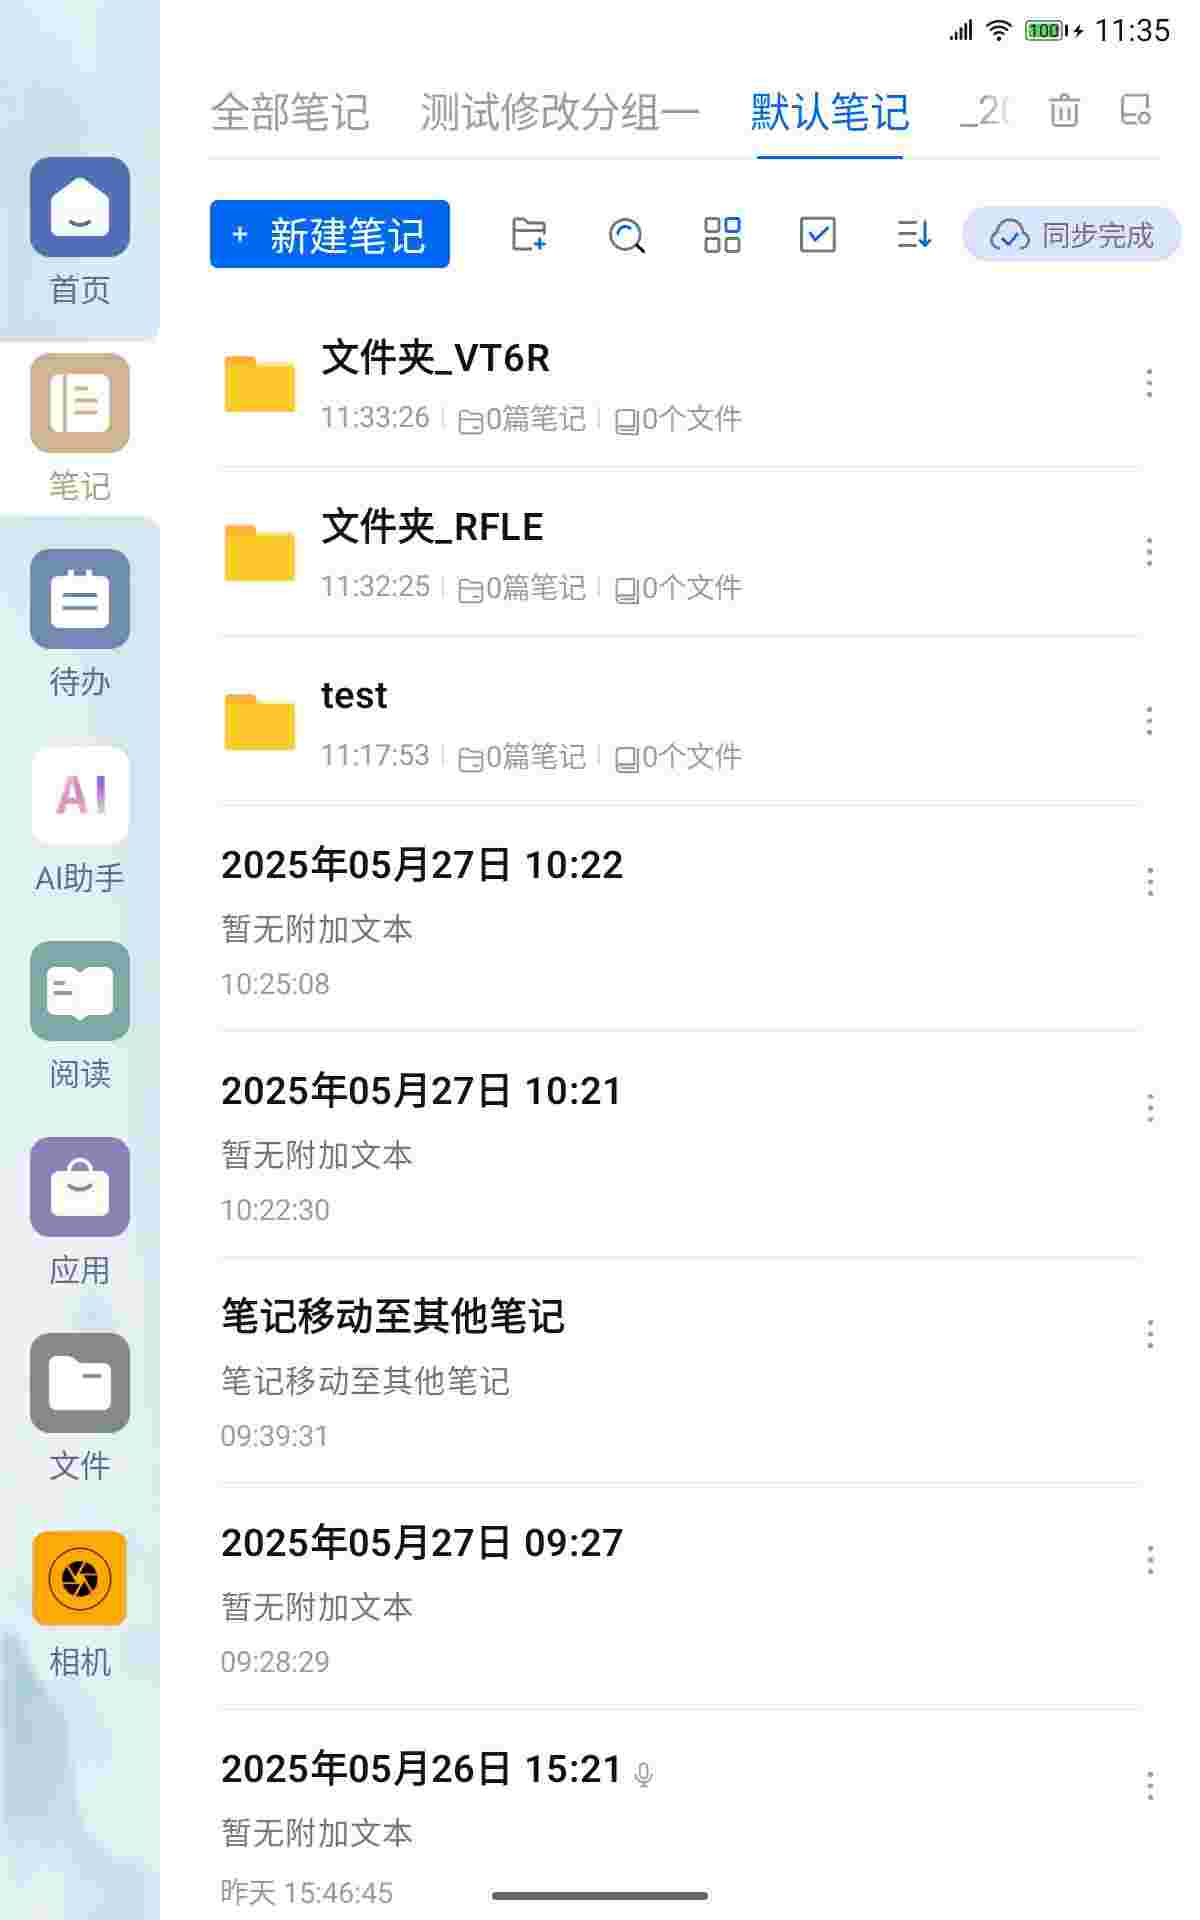 100 11:35
全部笔记 测试修改分组一 默认笔记 _20
+ 新建笔记 同步完成
首页
笔记
待办
AI
AI助手
阅读
应用
文件
相机
文件夹_VT6R
11:33:26 0篇笔记 0个文件
文件夹_RFLE
11:32:25 0篇笔记 0个文件
test
11:17:53 0篇笔记 0个文件
2025年05月27日 10:22
暂无附加文本
10:25:08
2025年05月27日 10:21
暂无附加文本
10:22:30
笔记移动至其他笔记
笔记移动至其他笔记
09:39:31
2025年05月27日 09:27
暂无附加文本
09:28:29
2025年05月26日 15:21
暂无附加文本
昨天 15:46:45